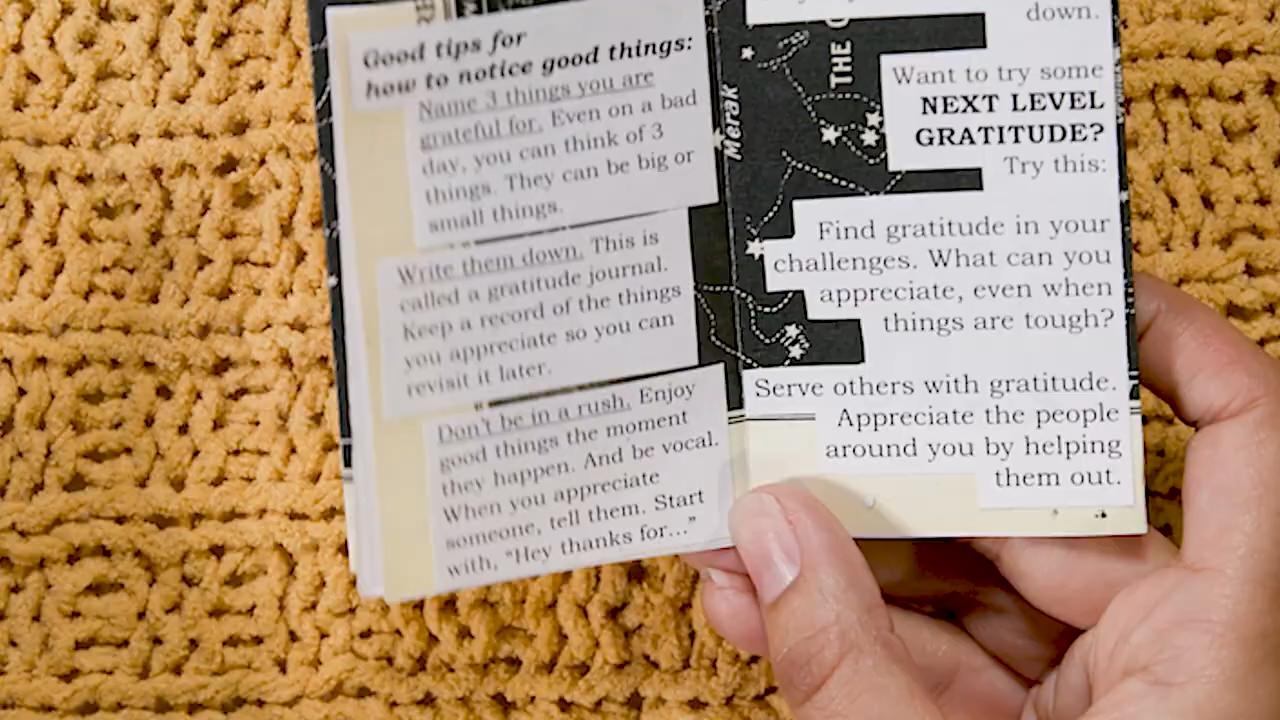 Good tips for
how to notice good things:
Name 3 things you are
grateful for. Even on a bad
day, you can think of 3
things. They can be big or
small things.
Write them down. This is
called a gratitude journal.
Keep a record of the things
you appreciate so you can
revisit it later.
Don't be in a rush. Enjoy
good things the moment
they happen. And be vocal.
When you appreciate
someone, tell them. Start
with, "Hey thanks for..."
Merak
THE
down.
Want to try some
NEXT LEVEL
GRATITUDE?
Try this:
Find gratitude in your
challenges. What can you
appreciate, even when
things are tough?
Serve others with gratitude.
Appreciate the people
around you by helping
them out.